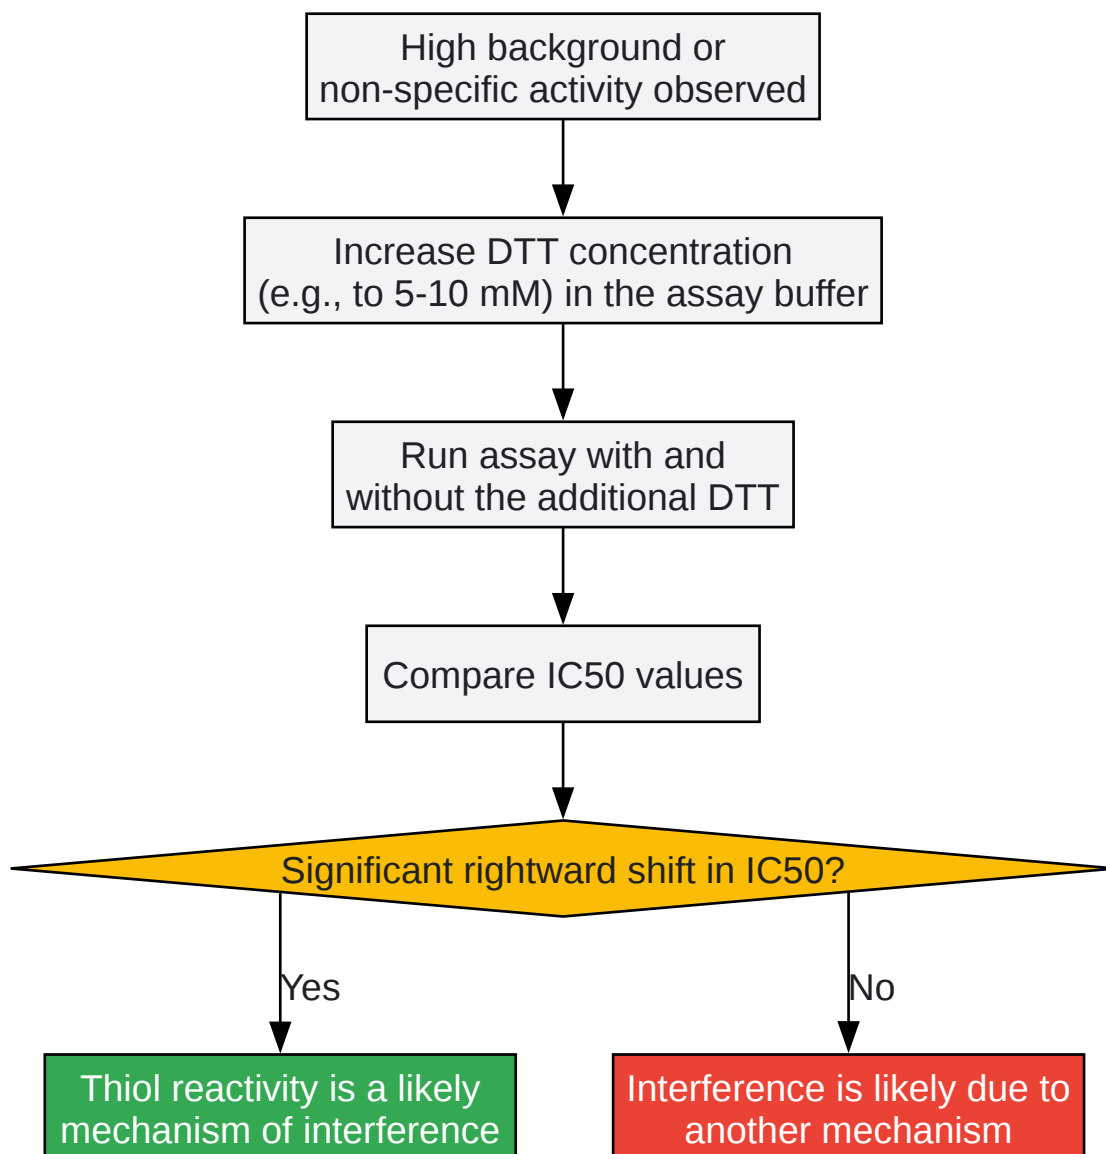 High background or
non-specific activity observed
Increase DTT concentration
(e.g., to 5-10 mM) in the assay buffer
Run assay with and
without the additional DTT
Compare IC50 values
Significant rightward shift in IC50?
Yes
No
Thiol reactivity is a likely
mechanism of interference
Interference is likely due to
another mechanism